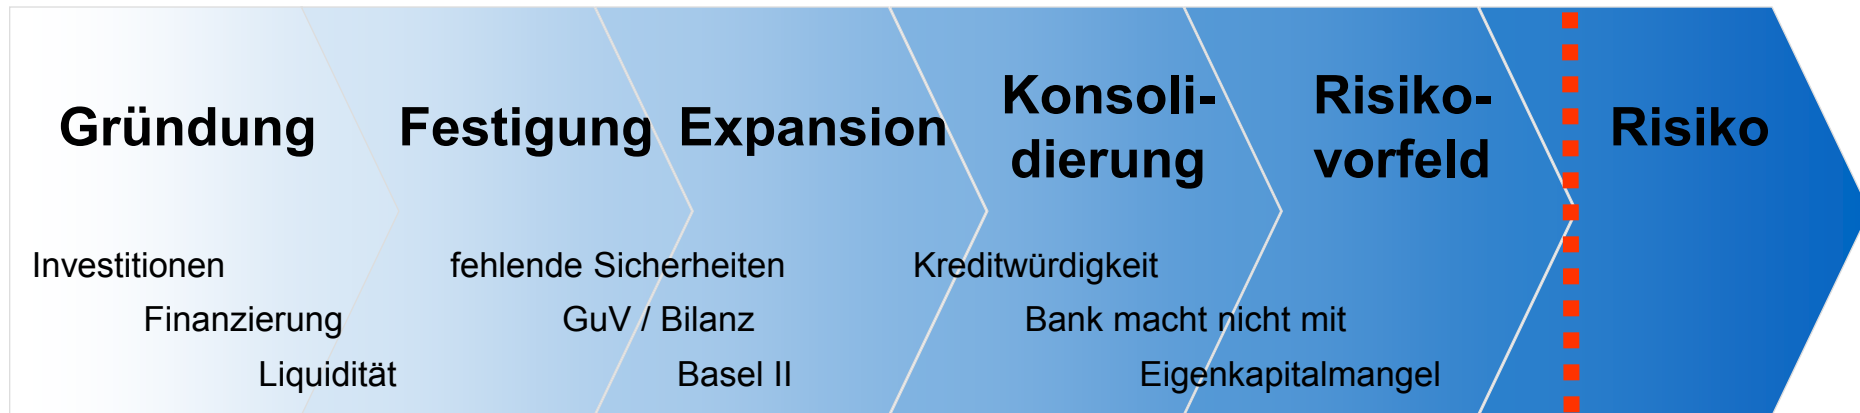 Gründung
Festigung
Expansion
Konsoli-
dierung
Risiko-
vorfeld
Risiko
Investitionen
fehlende Sicherheiten
Kreditwürdigkeit
Finanzierung
GuV / Bilanz
Bank macht nicht mit
Liquidität
Basel II
Eigenkapitalmangel